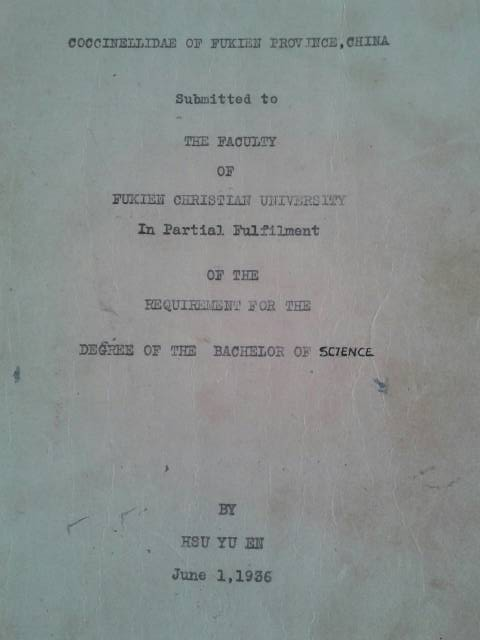 COCCINELLIDAE OF FUKIEN PROVINCE,CHINA
Submitted to
THE FACULTY
OF
FUKIEN CHRISTIAN UNIVERSITY
In Partial Fulfilment
OF THE
REQUIREMENT FOR THE
DEGREE OF THE BACHELOR OF SCIENCE
BY
HSU YU EN
June 1,1936